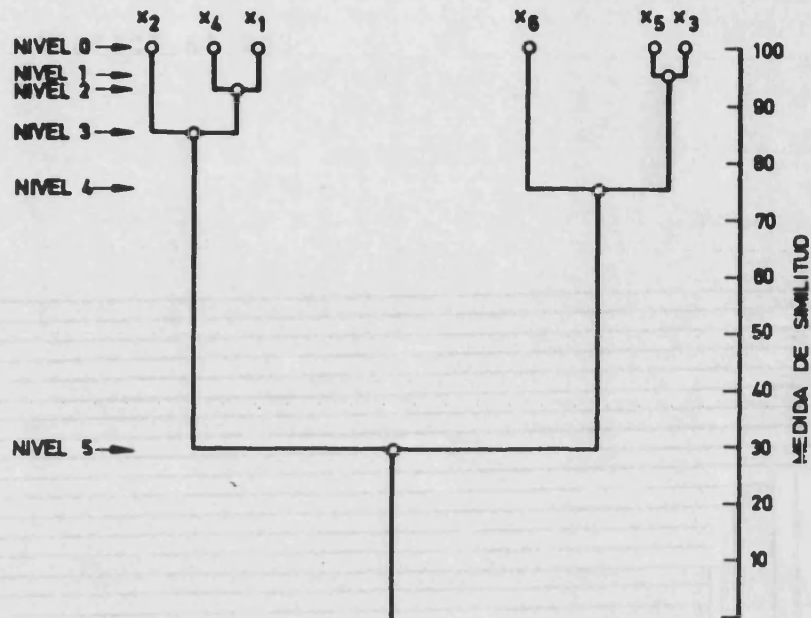 x2 x4 x1 x6 x5 x3
NIVEL 0
NIVEL 1
NIVEL 2
NIVEL 3
NIVEL 4
NIVEL 5
100
90
80
70
60
50
40
30
20
10
MEDIDA DE SIMILITUD